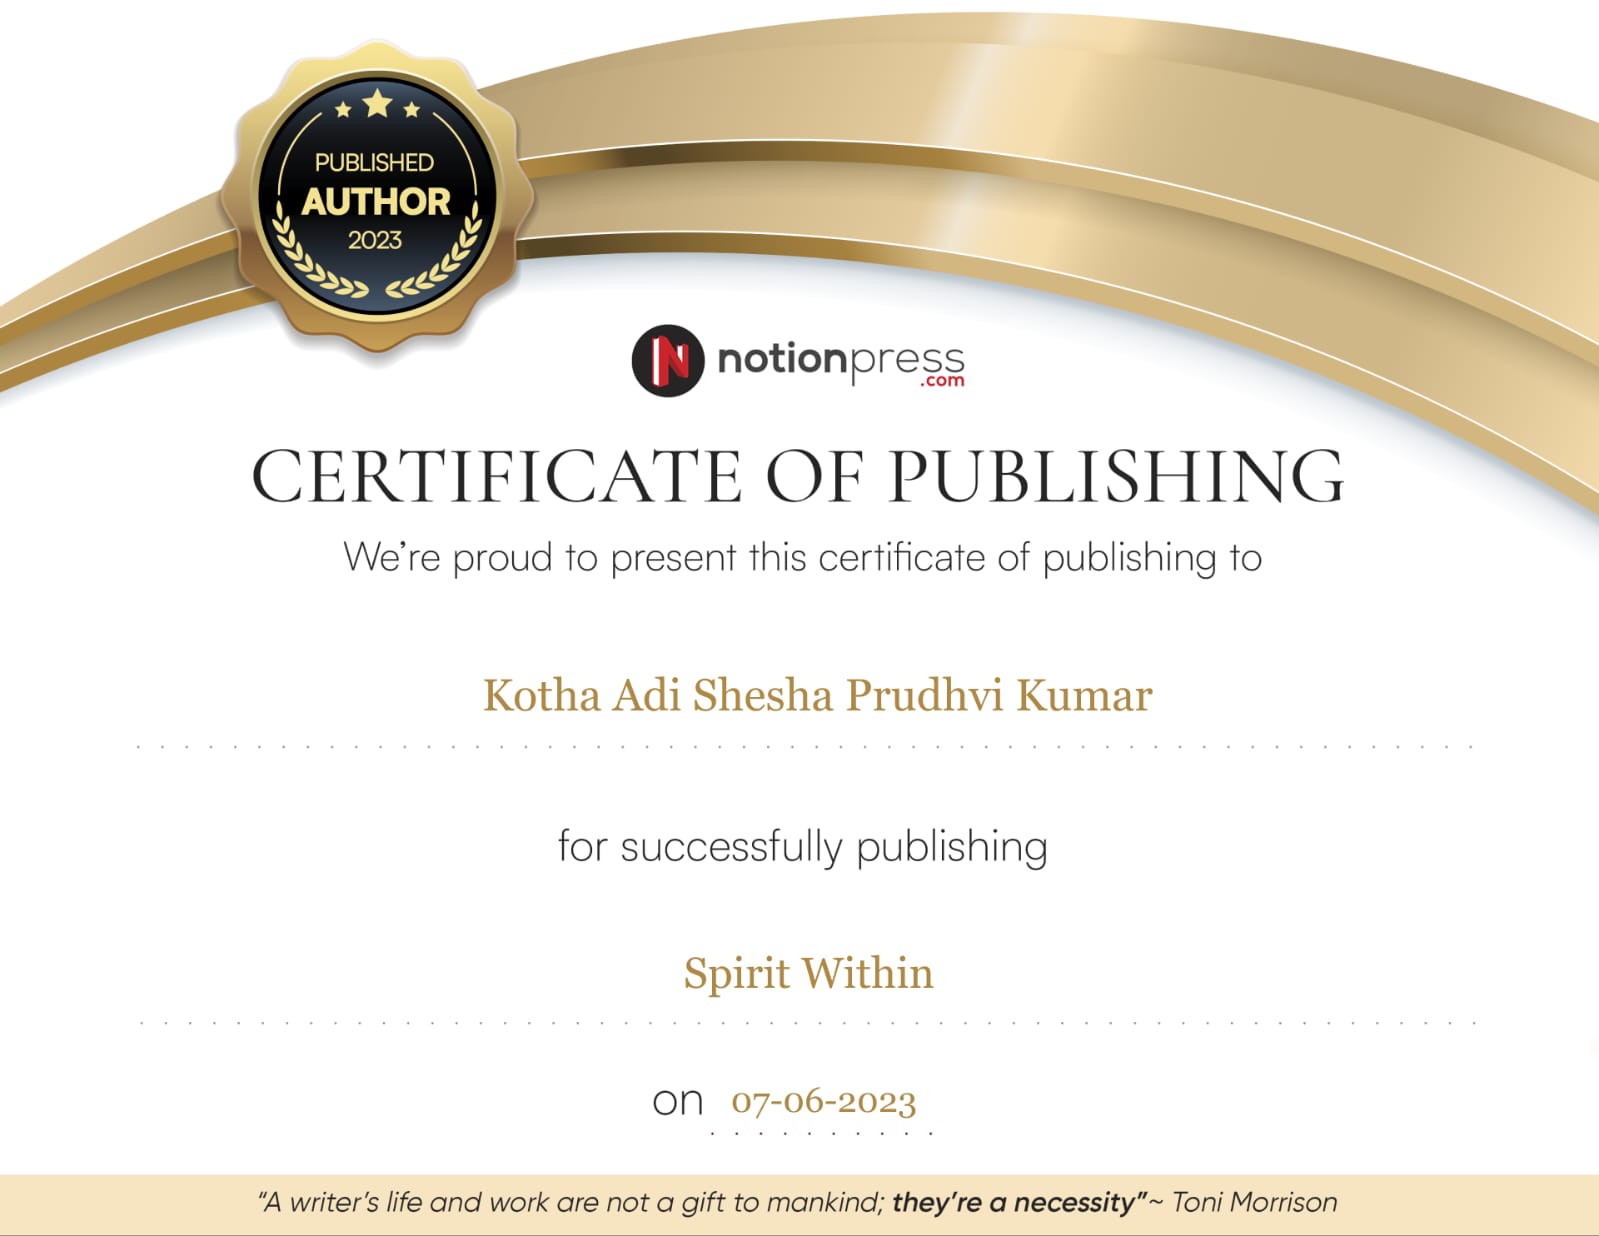 PUBLISHED
AUTHOR
2023
notionpress
.com
CERTIFICATE OF PUBLISHING
We're proud to present this certificate of publishing to
Kotha Adi Shesha Prudhvi Kumar
for successfully publishing
Spirit Within
on 07-06-2023
“A writer's life and work are not a gift to mankind; they're a necessity”~ Toni Morrison